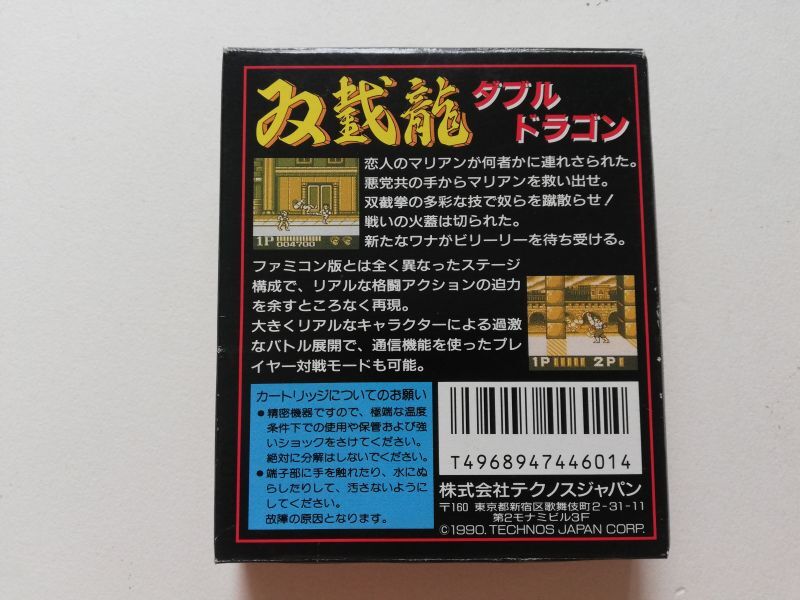 双截龍
ダブル
ドラゴン
恋人のマリアンが何者かに連れさられた。
悪党共の手からマリアンを救い出せ。
双截拳の多彩な技で奴らを蹴散らせ!
戦いの火蓋は切られた。
新たなワナがビリーリーを待ち受ける。
1P
004700
ファミコン版とは全く異なったステージ
構成で、リアルな格闘アクションの迫力
を余すところなく再現。
大きくリアルなキャラクターによる過激
なバトル展開で、通信機能を使ったプレ
イヤー対戦モードも可能。
1P 2P
カートリッジについてのお願い
●精密機器ですので、極端な温度
条件下での使用や保管および強
いショックをさけてください。
絶対に分解はしないでください。
●端子部に手を触れたり、水にぬ
らしたりして、汚さないように
してください。
故障の原因となります。
T4968947446014
株式会社テクノスジャパン
〒160 東京都新宿区歌舞伎町2-31-11
第2モナミビル3F
©1990. TECHNOS JAPAN CORP.